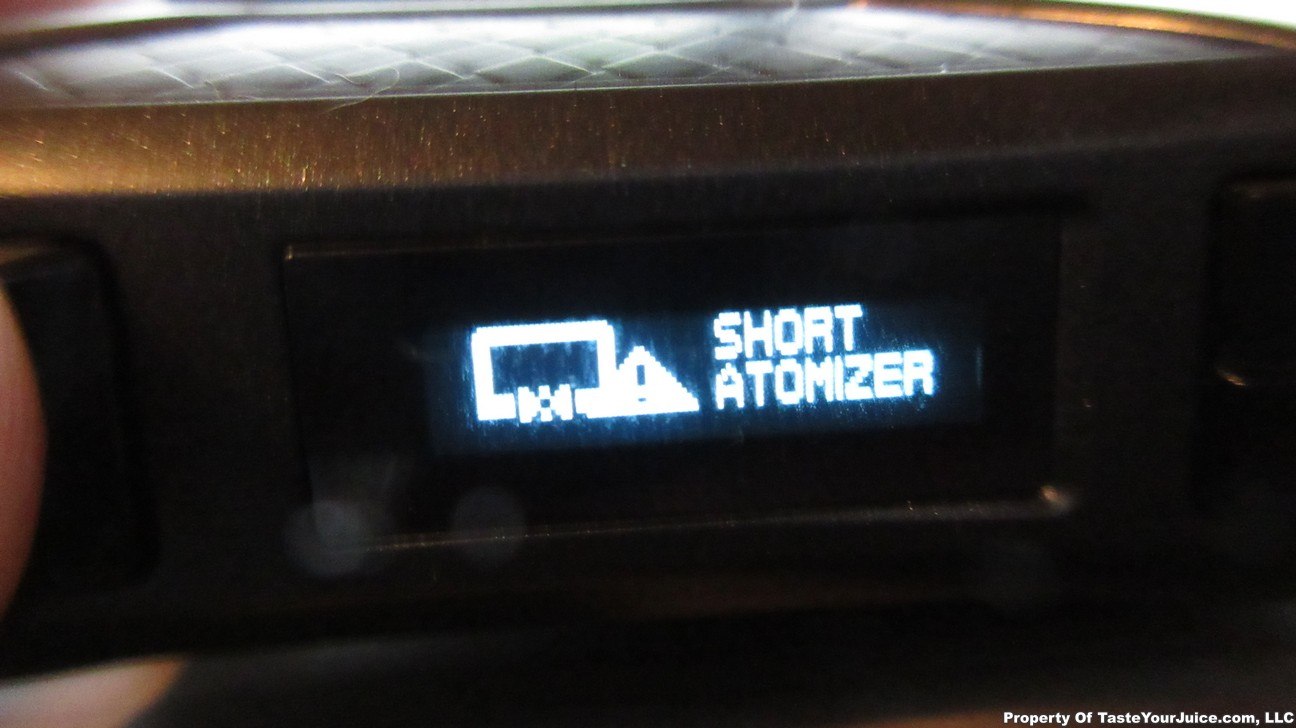 SHORT
ATOMIZER
Property Of TasteYourJuice.com, LLC